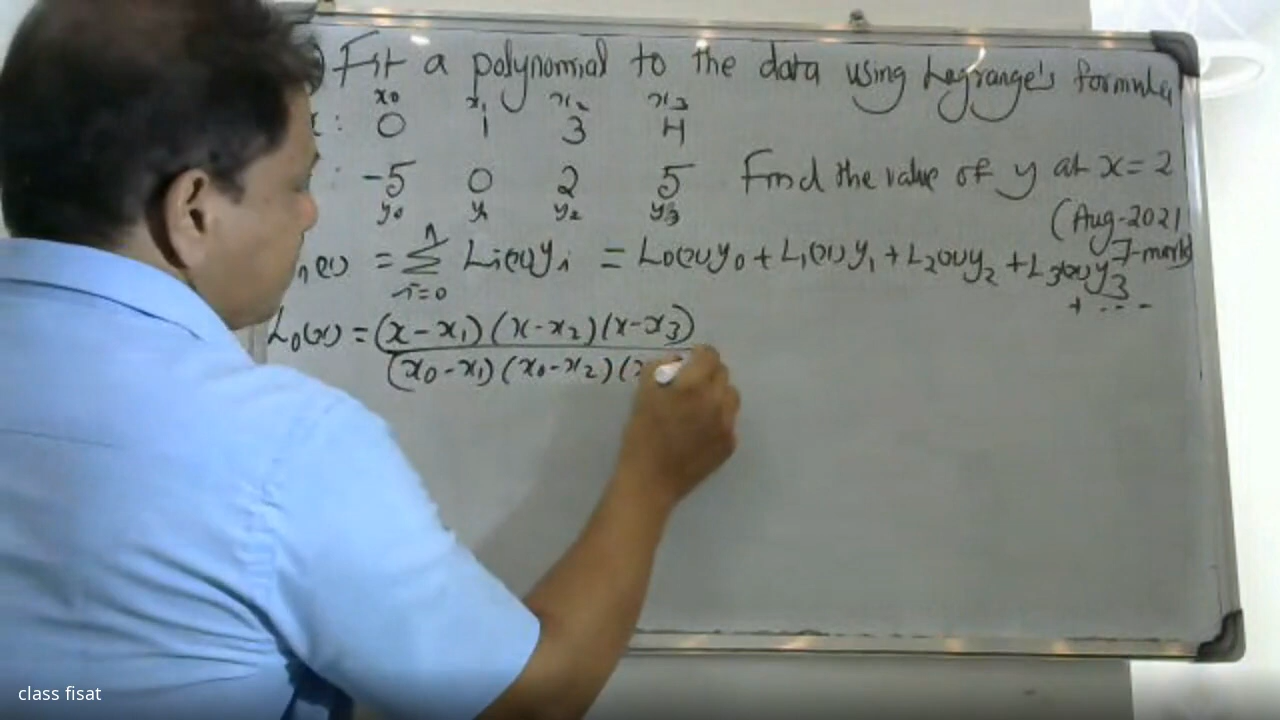 Fit a polynomial to the data using Lagrange's formula
x₀ x₁ x₂ x₃
: 0 1 3 4
: -5 0 2 5 Find the value of y at x = 2
y₀ y₁ y₂ y₃ (Aug-2021
7-mark)
(x) = Σ Li(x)yi = L₀(x)y₀ + L₁(x)y₁ + L₂(x)y₂ + L₃(x)y₃
i=0 + - - -
L₀(x) = (x - x₁) (x - x₂) (x - x₃)
(x₀ - x₁) (x₀ - x₂) (
class fisat